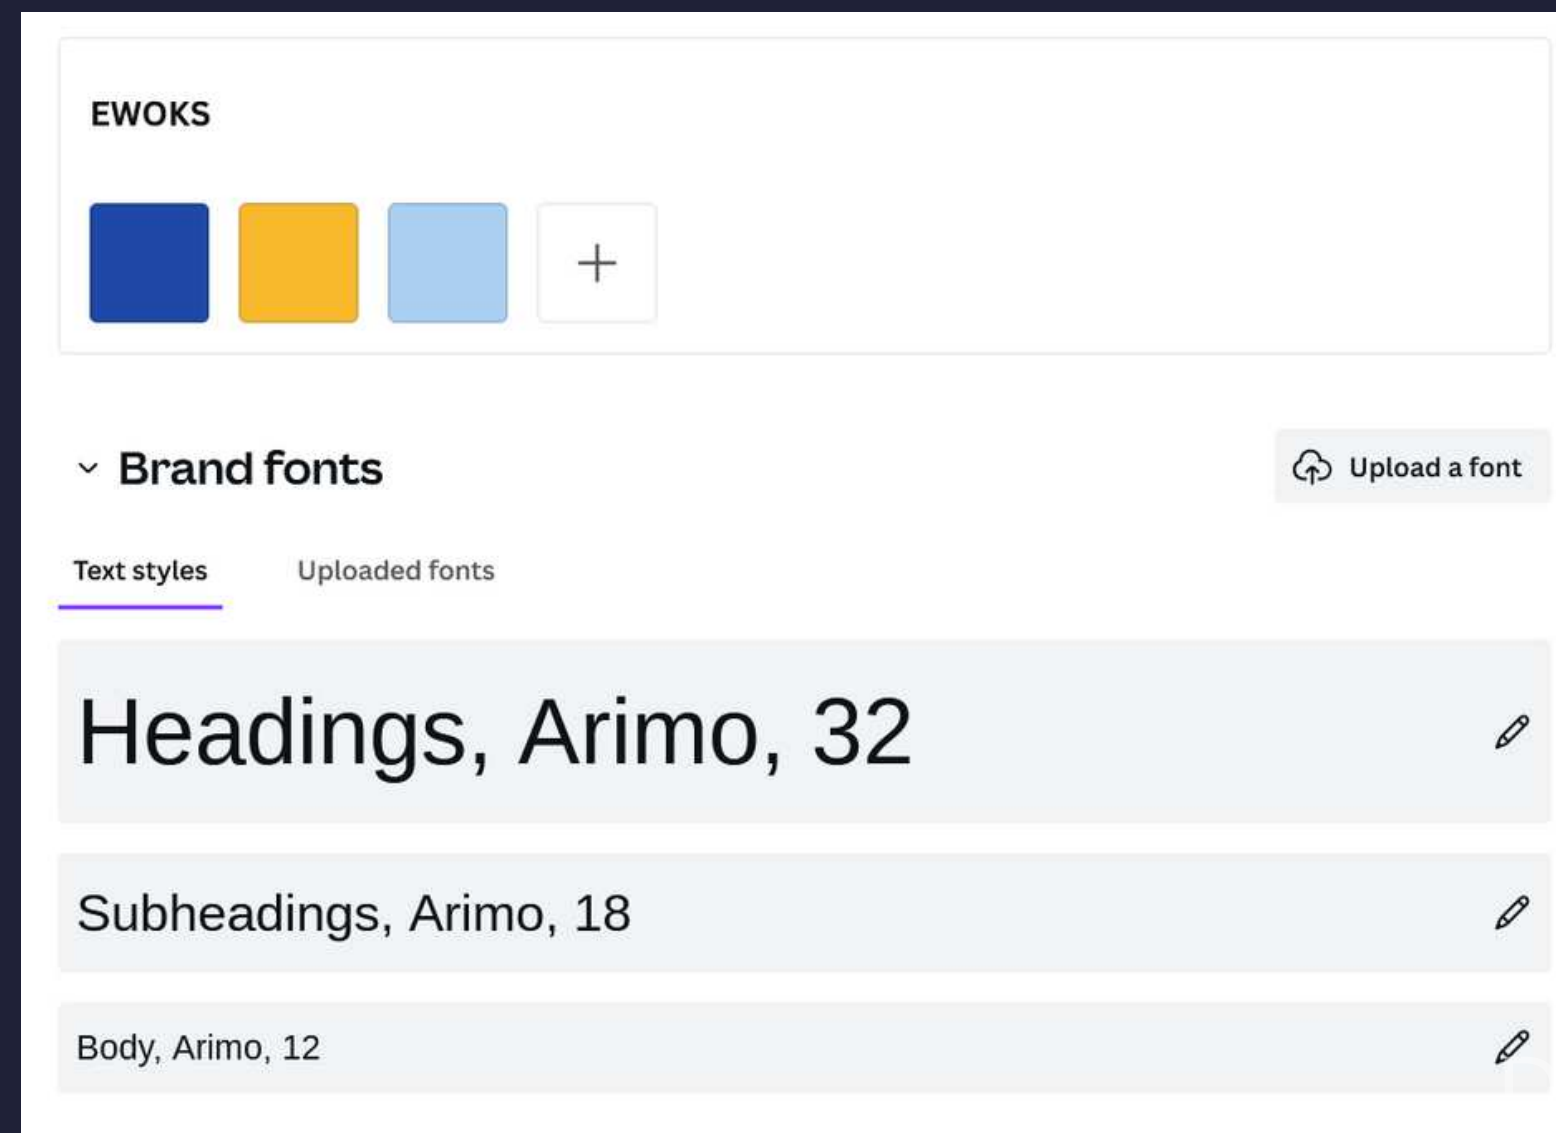 EWOKS
Brand fonts
Upload a font
Text styles
Uploaded fonts
Headings, Arimo, 32
Subheadings, Arimo, 18
Body, Arimo, 12